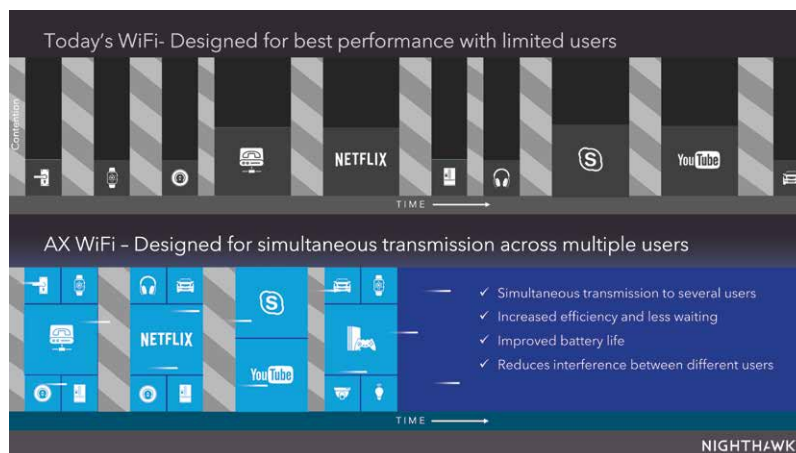 Today's WiFi- Designed for best performance with limited users
Contention
NETFLIX
S
YouTube
TIME
AX WiFi – Designed for simultaneous transmission across multiple users
S
NETFLIX
YouTube
✓ Simultaneous transmission to several users
✓ Increased efficiency and less waiting
✓ Improved battery life
✓ Reduces interference between different users
TIME
NIGHTHAWK